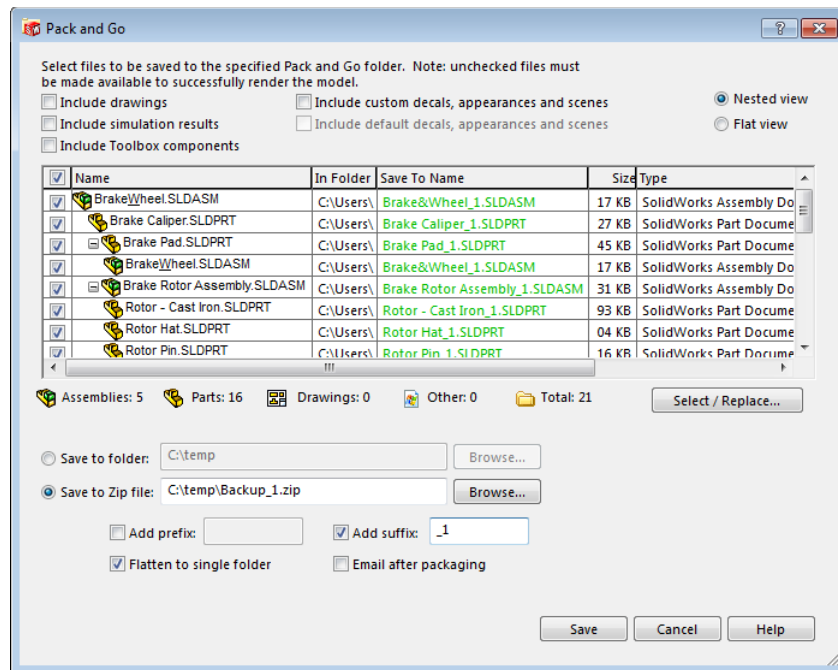 Pack and Go
Select files to be saved to the specified Pack and Go folder. Note: unchecked files must
be made available to successfully render the model.
Include drawings Include custom decals, appearances and scenes Nested view
Include simulation results Include default decals, appearances and scenes Flat view
Include Toolbox components
Name In Folder Save To Name Size Type
BrakeWheel.SLDASM C:\Users\ Brake&Wheel_1.SLDASM 17 KB SolidWorks Assembly Do
Brake Caliper.SLDPRT C:\Users\ Brake Caliper_1.SLDPRT 27 KB SolidWorks Part Docume
Brake Pad.SLDPRT C:\Users\ Brake Pad_1.SLDPRT 45 KB SolidWorks Part Docume
BrakeWheel.SLDASM C:\Users\ Brake&Wheel_1.SLDASM 17 KB SolidWorks Assembly Do
Brake Rotor Assembly.SLDASM C:\Users\ Brake Rotor Assembly_1.SLDASM 31 KB SolidWorks Assembly Do
Rotor - Cast Iron.SLDPRT C:\Users\ Rotor - Cast Iron_1.SLDPRT 93 KB SolidWorks Part Docume
Rotor Hat.SLDPRT C:\Users\ Rotor Hat_1.SLDPRT 04 KB SolidWorks Part Docume
Rotor Pin.SLDPRT C:\Users\ Rotor Pin_1.SLDPRT 16 KB SolidWorks Part Docume
Assemblies: 5 Parts: 16 Drawings: 0 Other: 0 Total: 21 Select / Replace...
Save to folder: C:\temp Browse...
Save to Zip file: C:\temp\Backup_1.zip Browse...
Add prefix: Add suffix: _1
Flatten to single folder Email after packaging
Save Cancel Help